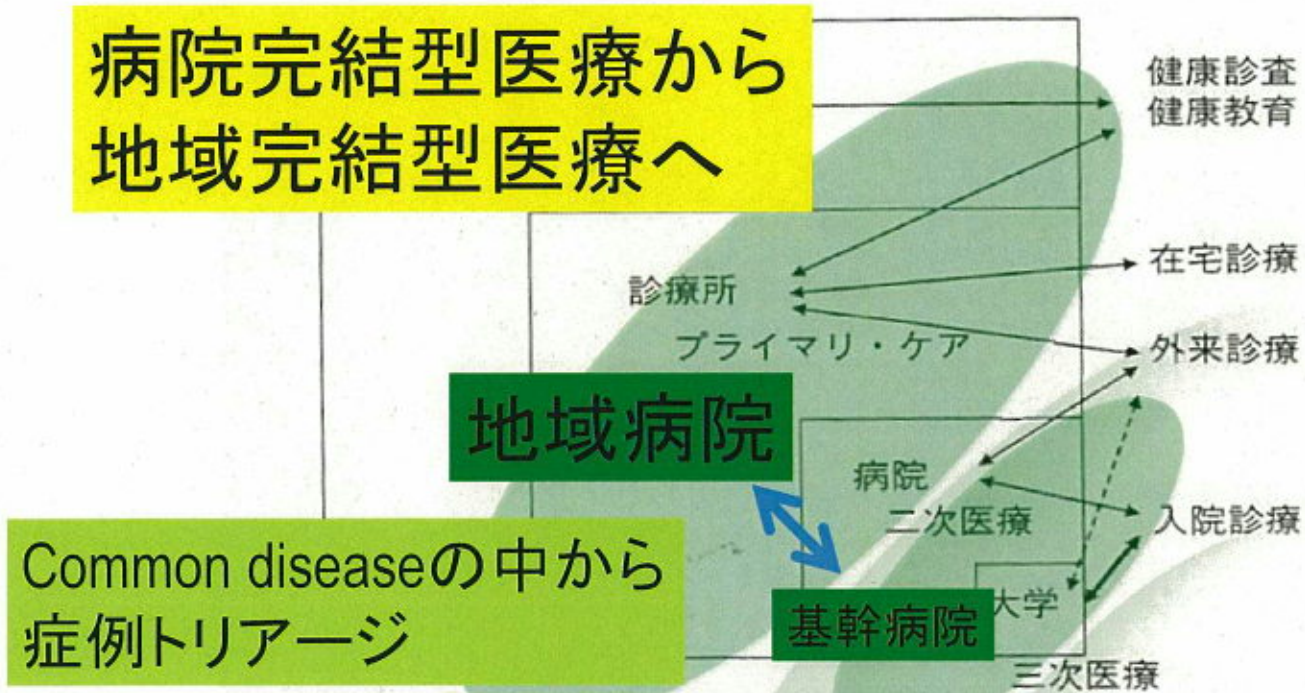 病院完結型医療から
地域完結型医療へ
健康診査
健康教育
在宅診療
診療所
プライマリ・ケア
外来診療
地域病院
病院
二次医療
入院診療
Common diseaseの中から
症例トリアージ
基幹病院
大学
三次医療